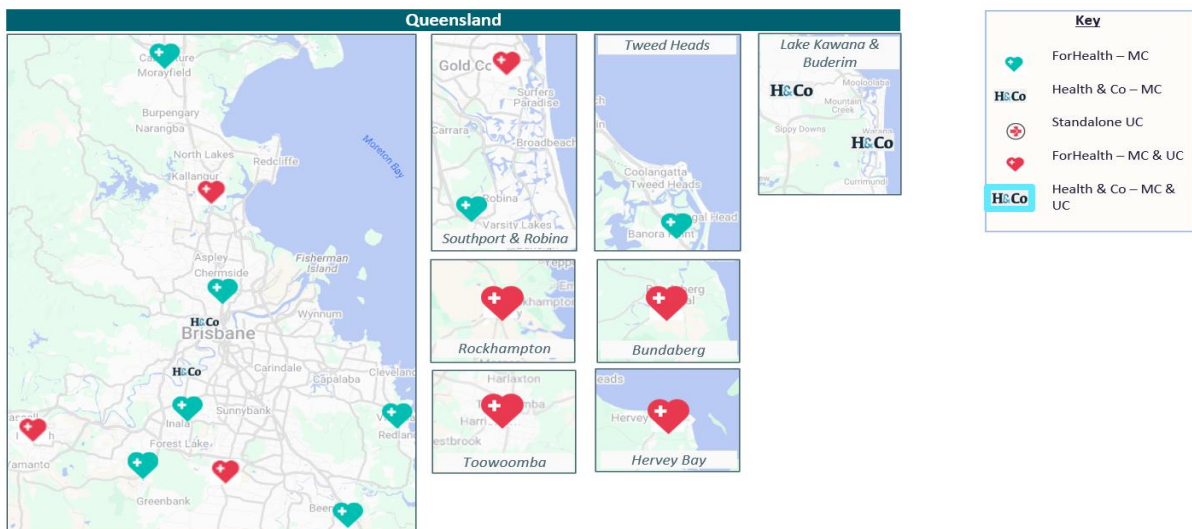 Queensland
Morayfield
Burpengary
Narangba
North Lakes
Redcliffe
Kallangur
Moreton Bay
Aspley
Chermside
Fisherman
Island
H&Co
Brisbane
Wynnum
H&Co
Carindale
Capalaba
Cleveland
Sunnybank
Inala
Redland
Forest Lake
Yamanto
Greenbank
Gold Co
Surfers
Paradise
Carrara
Broadbeach
Robina
Varsity Lakes
Southport & Robina
Tweed Heads
Coolangatta
Tweed Heads
Banora Point
Lake Kawana &
Buderim
Mooloolaba
H&Co
Mountain
Creek
Sippy Downs
Warana
H&Co
Currimundi
Rockhampton
Bundaberg
Harlaxton
Toowoomba
Hervey
Hervey Bay
Key
ForHealth – MC
H&Co Health & Co – MC
Standalone UC
ForHealth – MC & UC
H&Co Health & Co – MC &
UC